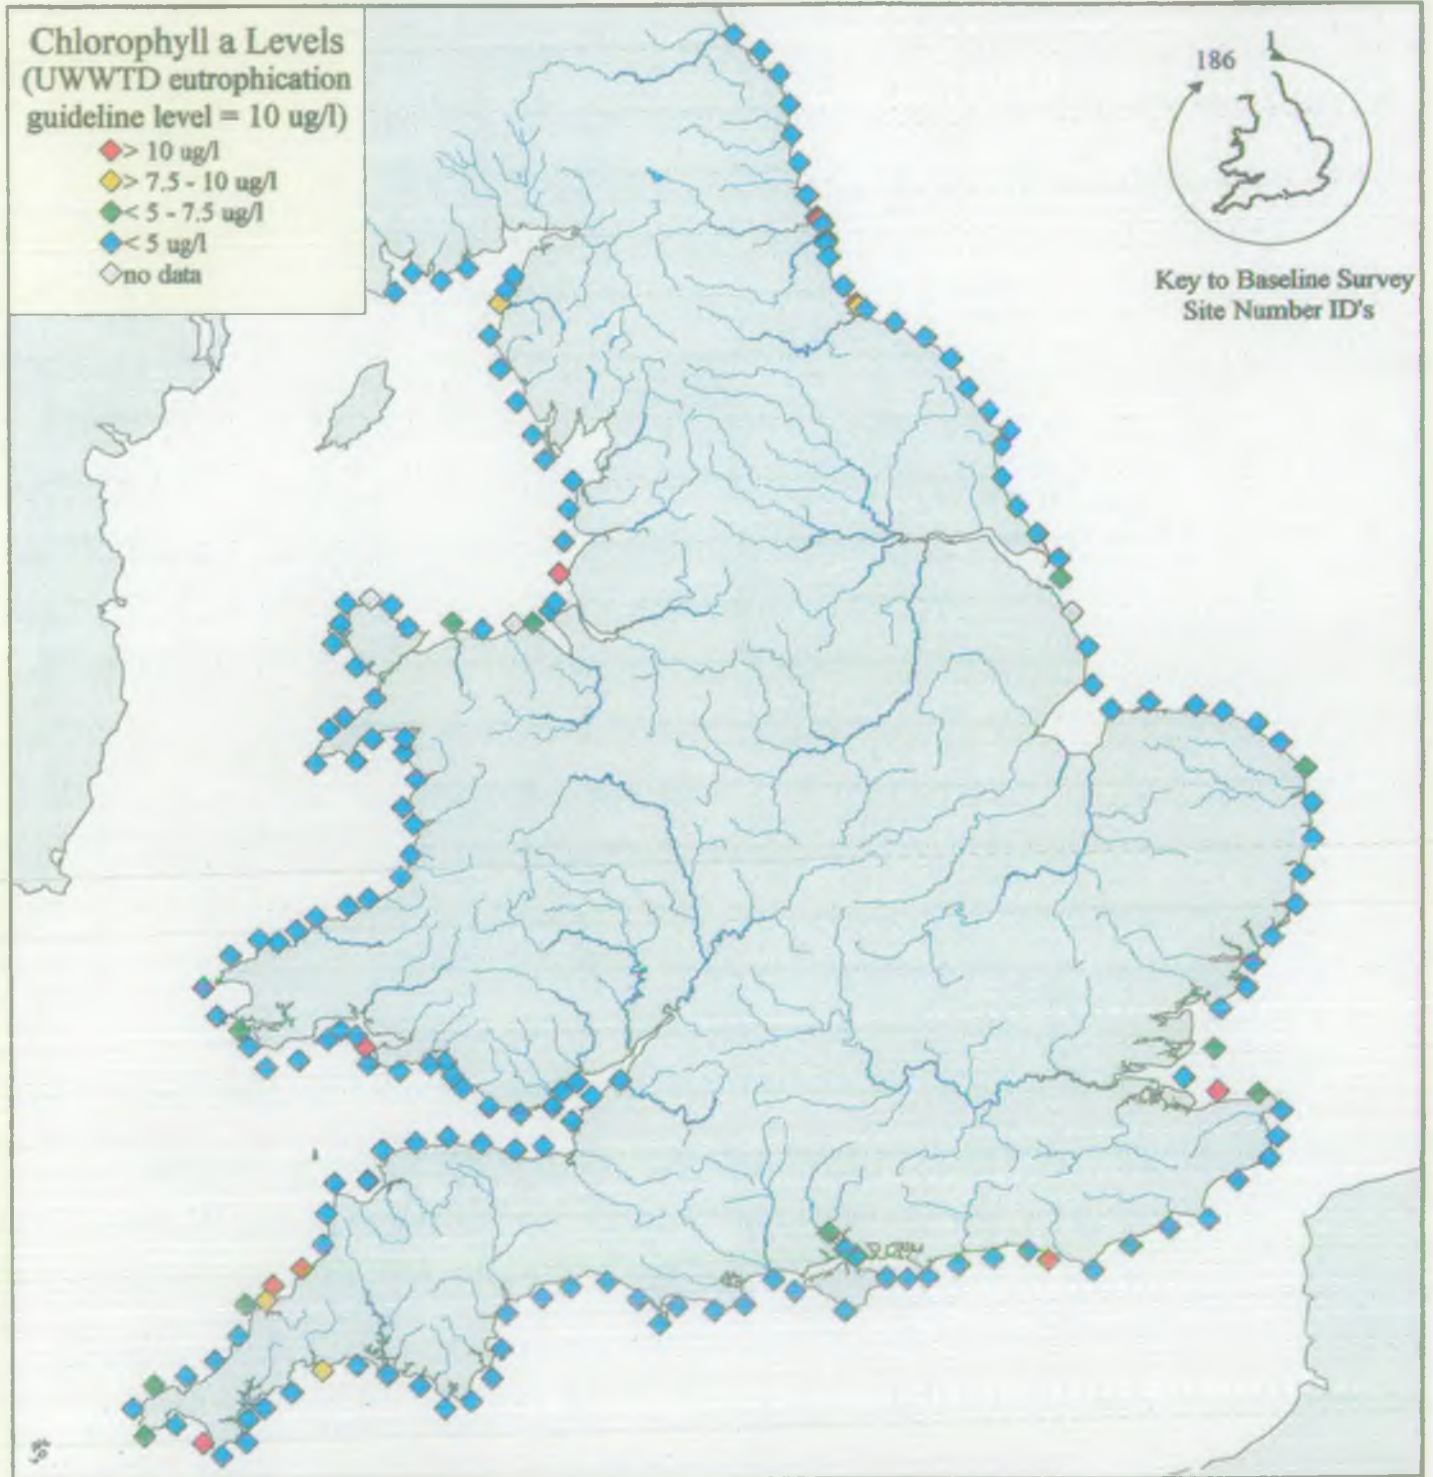 Chlorophyll a Levels
(UWWTD eutrophication
guideline level = 10 ug/l)
> 10 ug/l
> 7.5 - 10 ug/l
< 5 - 7.5 ug/l
< 5 ug/l
no data
1
186
Key to Baseline Survey
Site Number ID's